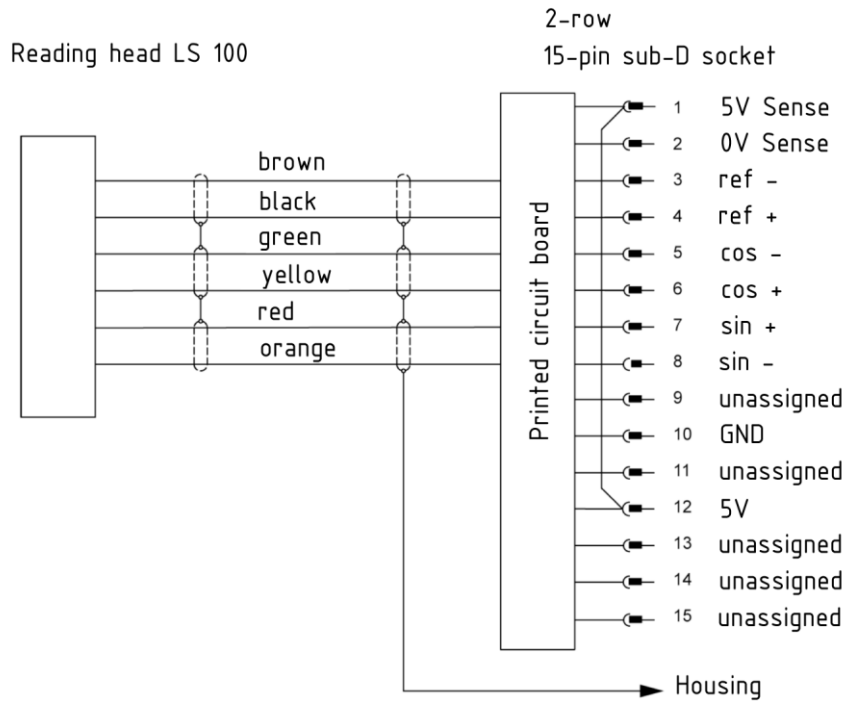 2-row
Reading head LS 100
15-pin sub-D socket
brown
black
green
yellow
red
orange
Printed circuit board
1 5V Sense
2 0V Sense
3 ref -
4 ref +
5 cos -
6 cos +
7 sin +
8 sin -
9 unassigned
10 GND
11 unassigned
12 5V
13 unassigned
14 unassigned
15 unassigned
Housing